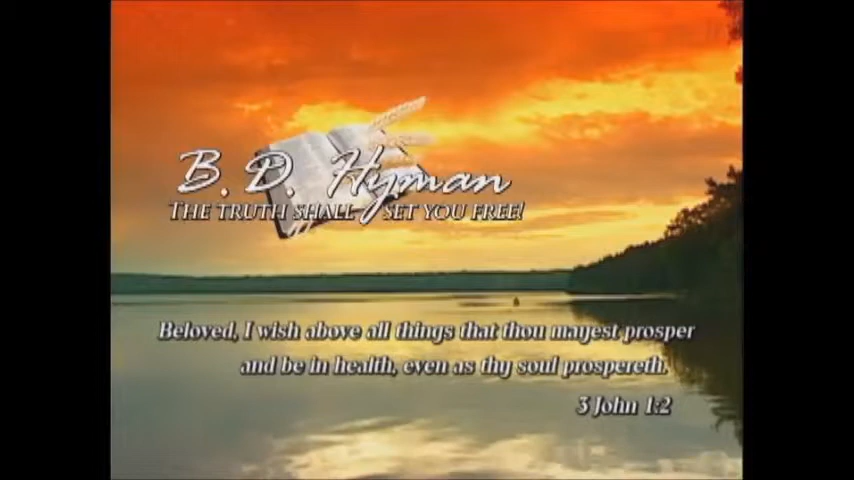 B. D. Hyman
THE TRUTH SHALL SET YOU FREE!
Beloved, I wish above all things that thou mayest prosper
and be in health, even as thy soul prospereth.
3 John 1:2